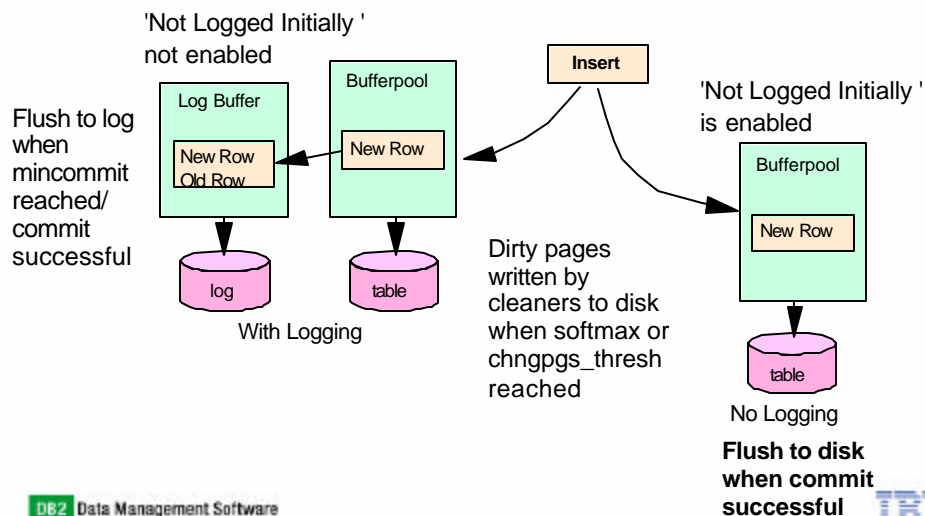 'Not Logged Initially '
not enabled
Flush to log
when
mincommit
reached/
commit
successful
Log Buffer
New Row
Old Row
log
Bufferpool
New Row
table
With Logging
Insert
Dirty pages
written by
cleaners to disk
when softmax or
chngpgs_thresh
reached
'Not Logged Initially '
is enabled
Bufferpool
New Row
table
No Logging
Flush to disk
when commit
successful
DB2 Data Management Software